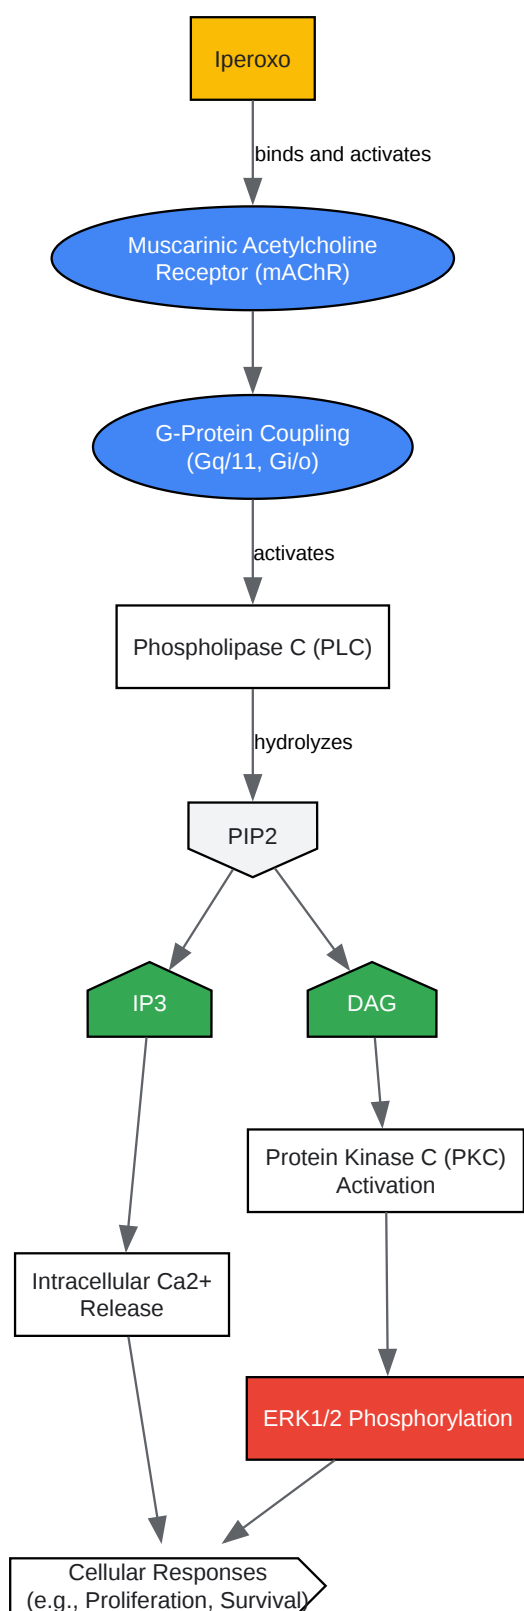 Iperoxo
binds and activates
Muscarinic Acetylcholine
Receptor (mAChR)
G-Protein Coupling
(Gq/11, Gi/o)
activates
Phospholipase C (PLC)
hydrolyzes
PIP2
IP3
DAG
Protein Kinase C (PKC)
Activation
Intracellular Ca2+
Release
ERK1/2 Phosphorylation
Cellular Responses
(e.g., Proliferation, Survival)